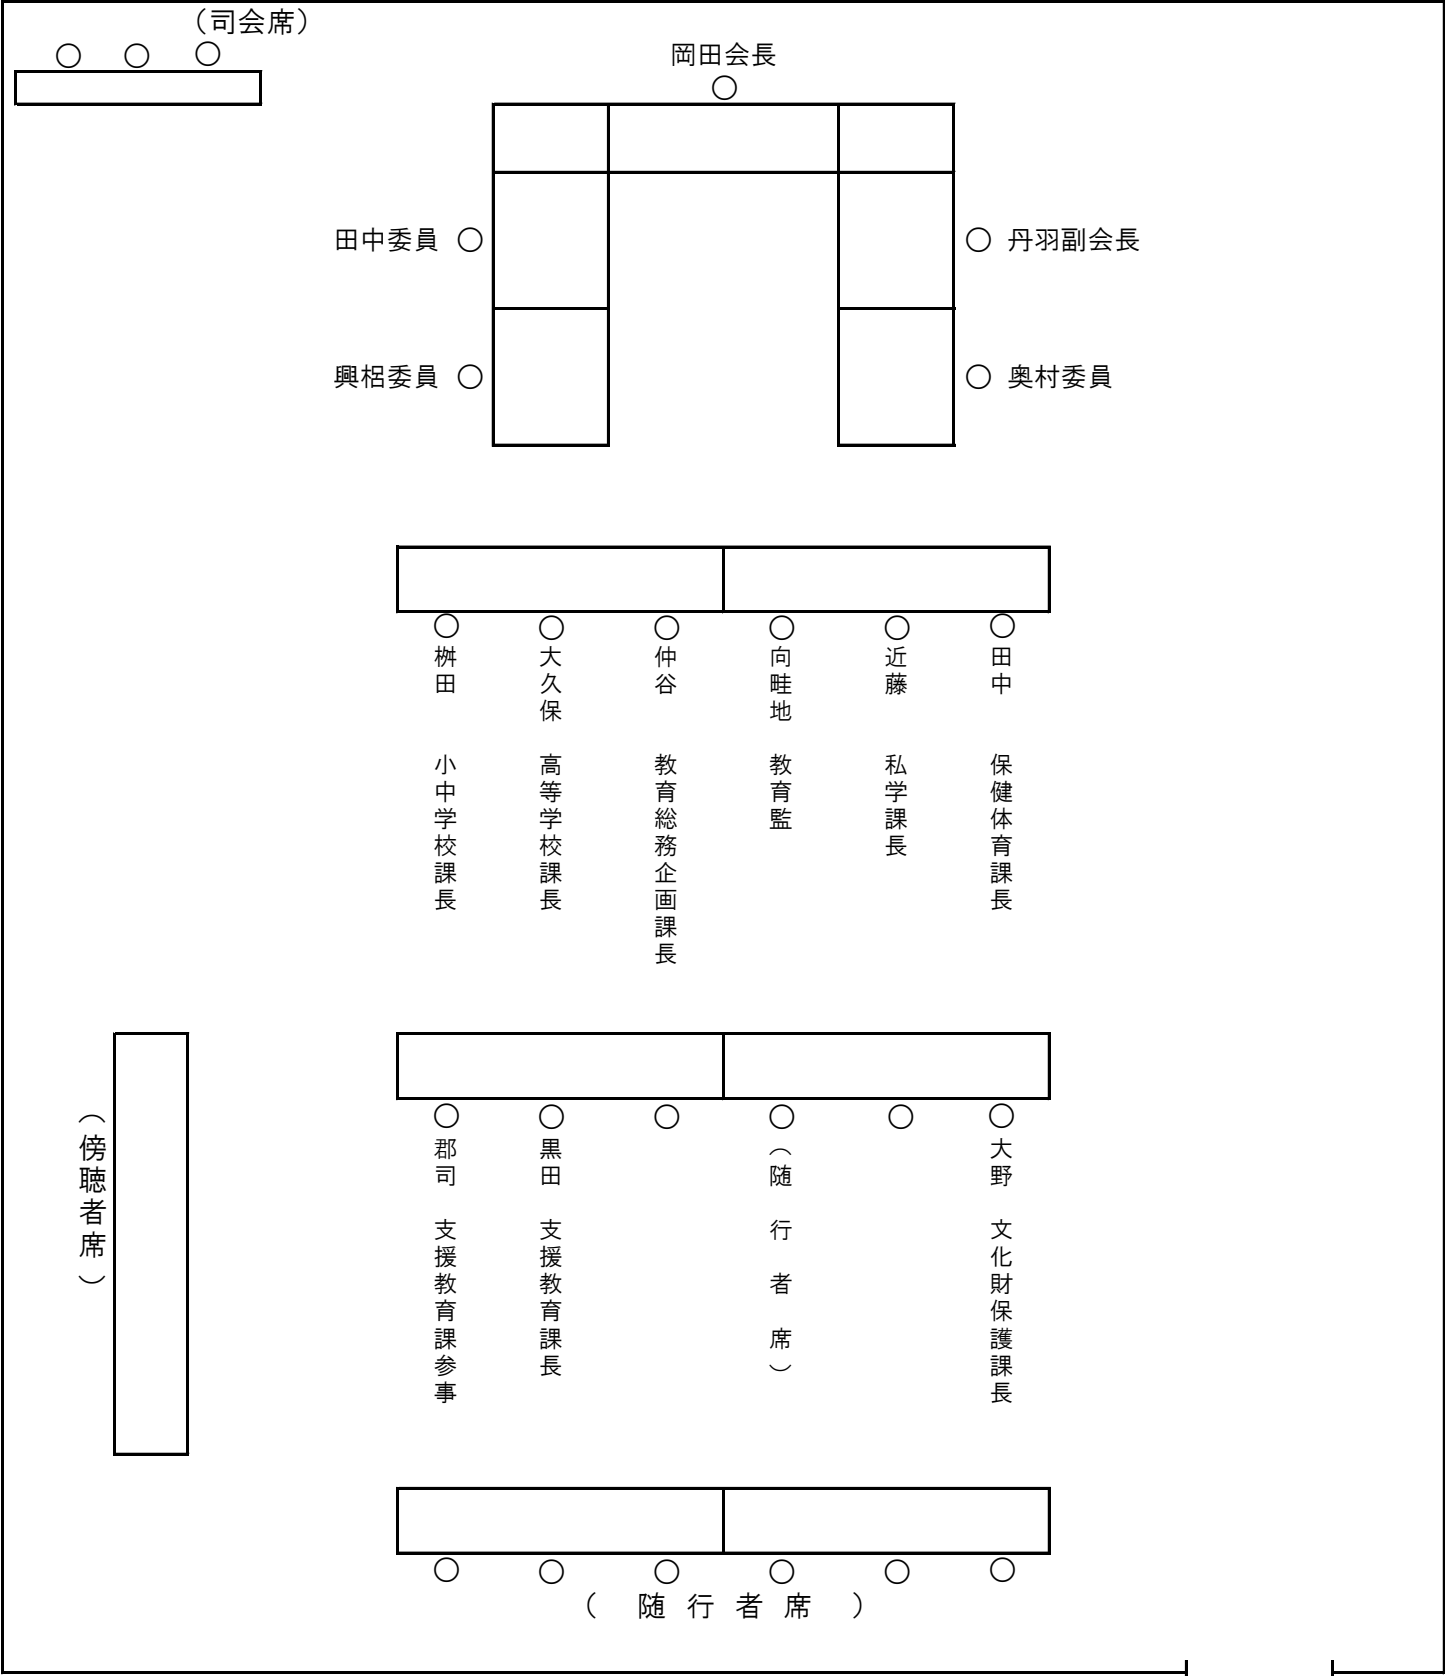 （司会席）
○ ○ ○
岡田会長
○
田中委員 ○
○ 丹羽副会長
興梠委員 ○
○ 奥村委員
○ ○ ○ ○ ○ ○
桝田 小中学校課長
大久保 高等学校課長
仲谷 教育総務企画課長
向畦地 教育監
近藤 私学課長
田中 保健体育課長
○ ○ ○ ○ ○ ○
郡司 支援教育課参事
黒田 支援教育課長
（随行者席）
大野 文化財保護課長
（傍聴者席）
○ ○ ○ ○ ○ ○
（ 随行者席 ）